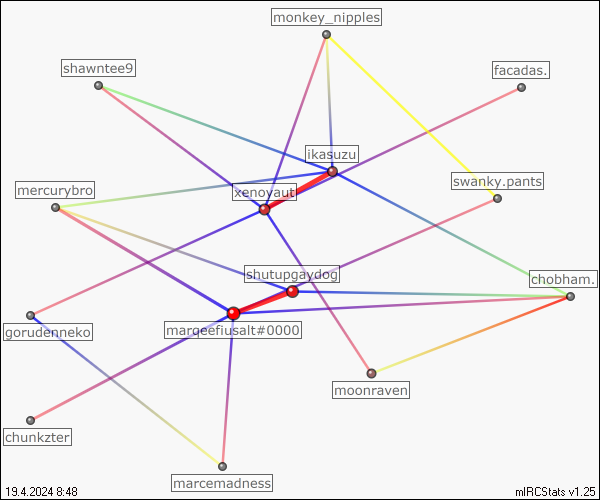 monkey_nipples
shawntee9
facadas.
ikasuzu
swanky.pants
mercurybro
xenoyaut
shutupgaydog
chobham.
gorudenneko
marqeefiusalt#0000
moonraven
chunkzter
marcemadness
19.4.2024 8:48
mIRCStats v1.25